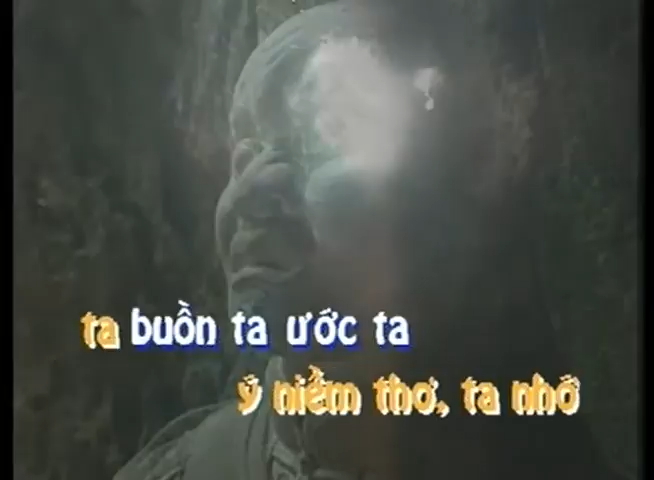 ta buồn ta ước ta
ý niềm thơ, ta nhớ